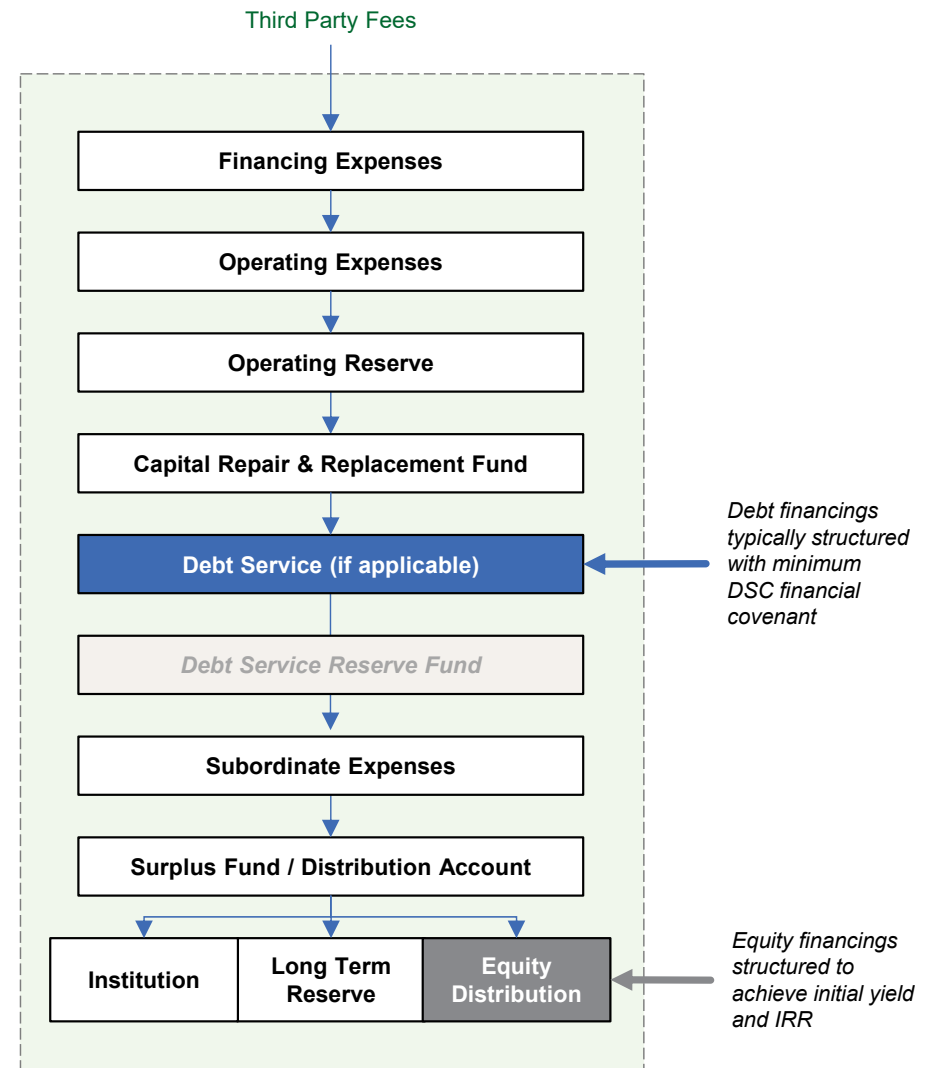 Third Party Fees
Financing Expenses
Operating Expenses
Operating Reserve
Capital Repair & Replacement Fund
Debt Service (if applicable)
Debt financings
typically structured
with minimum
DSC financial
covenant
Debt Service Reserve Fund
Subordinate Expenses
Surplus Fund / Distribution Account
Institution
Long Term
Reserve
Equity
Distribution
Equity financings
structured to
achieve initial yield
and IRR